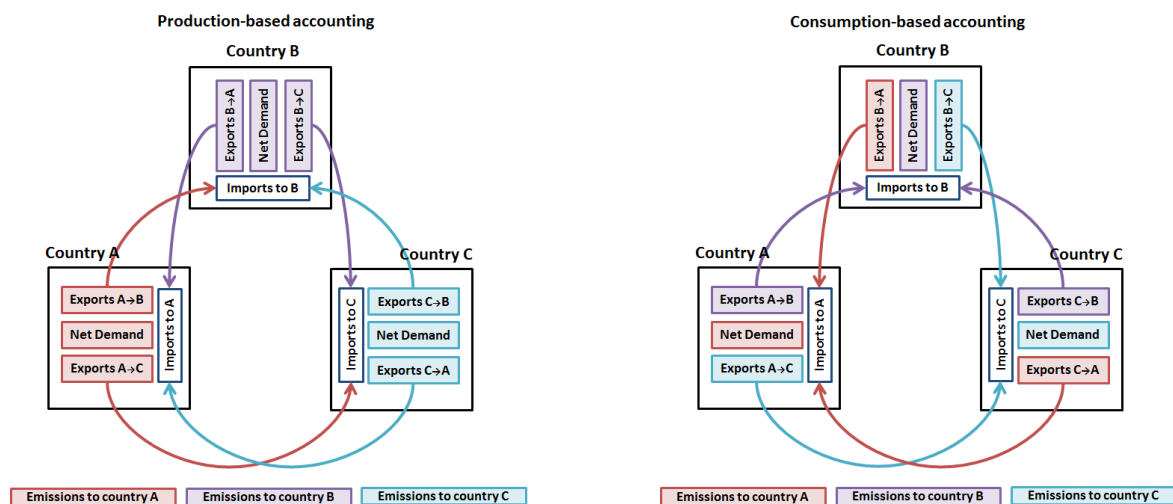 Production-based accounting
Country B
Exports B→A
Net Demand
Exports B→C
Imports to B
Country A
Exports A→B
Net Demand
Exports A→C
Imports to A
Country C
Imports to C
Exports C→B
Net Demand
Exports C→A
Emissions to country A
Emissions to country B
Emissions to country C
Consumption-based accounting
Country B
Exports B→A
Net Demand
Exports B→C
Imports to B
Country A
Exports A→B
Net Demand
Exports A→C
Imports to A
Country C
Imports to C
Exports C→B
Net Demand
Exports C→A
Emissions to country A
Emissions to country B
Emissions to country C